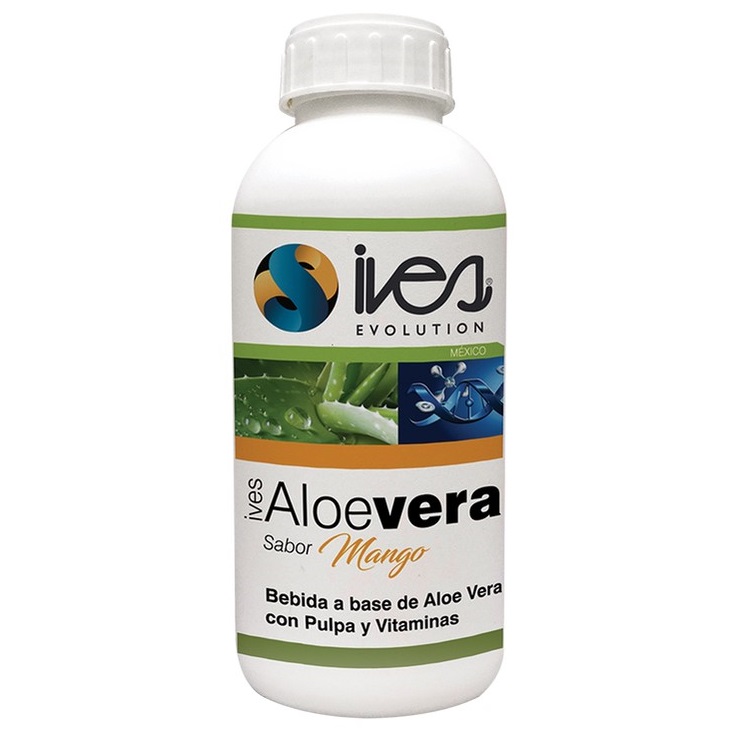 ives®
EVOLUTION
MÉXICO
ives Aloevera
Sabor Mango
Bebida a base de Aloe Vera
con Pulpa y Vitaminas